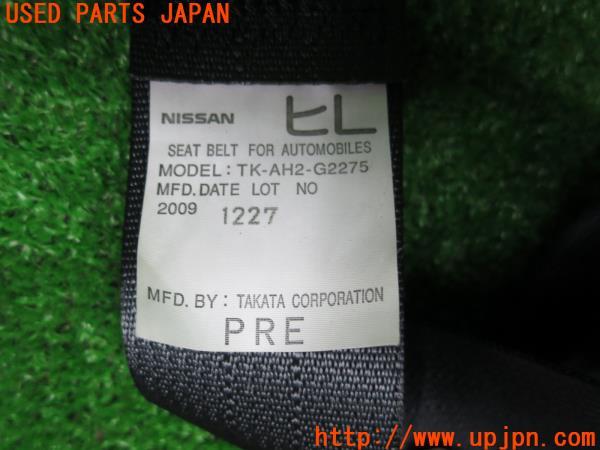 USED PARTS JAPAN
NISSAN ヒL
SEAT BELT FOR AUTOMOBILES
MODEL: TK-AH2-G2275
MFD.DATE LOT NO
2009 1227
MFD. BY: TAKATA CORPORATION
PRE
http://www.upjpn.com/